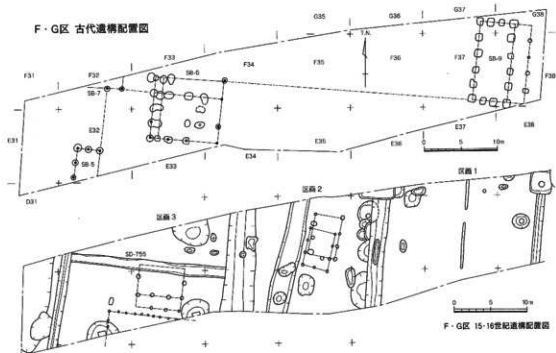 F・G区 古代遺構配置図
G35
G36
G37
G38
F31
F32
F33
F34
F35
F36
F37
F38
T.N.
SB-7
SB-6
SB-9
E31
E32
E33
E34
E35
E36
E37
E38
SB-5
D31
0 5 10m
区画3
区画2
区画1
SD-755
0 5 10m
F・G区 15-16世紀遺構配置図